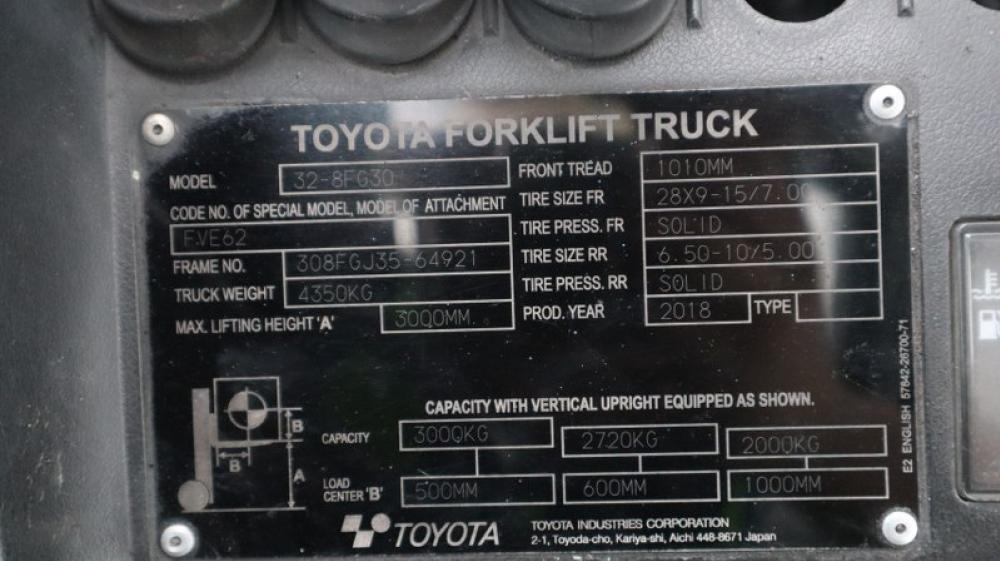 TOYOTA FORKLIFT TRUCK
MODEL 32-8FG30 FRONT TREAD 1010MM
CODE NO. OF SPECIAL MODEL, MODEL OF ATTACHMENT TIRE SIZE FR 28X9-15/7.00
FVE62 TIRE PRESS. FR SOLID
FRAME NO. 308FGJ35-64921 TIRE SIZE RR 6.50-10/5.00
TRUCK WEIGHT 4350KG TIRE PRESS. RR SOLID
MAX. LIFTING HEIGHT 'A' 3000MM PROD. YEAR 2018 TYPE
CAPACITY WITH VERTICAL UPRIGHT EQUIPPED AS SHOWN.
CAPACITY 3000KG 2720KG 2000KG
LOAD CENTER 'B' 500MM 600MM 1000MM
B
B
A
TOYOTA
TOYOTA INDUSTRIES CORPORATION
2-1, Toyoda-cho, Kariya-shi, Aichi 448-8671 Japan
E2 ENGLISH 57842-26700-71